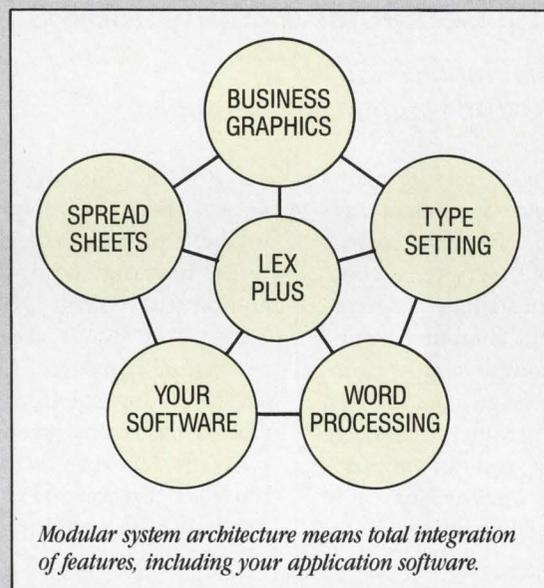 BUSINESS
GRAPHICS
SPREAD
SHEETS
TYPE
SETTING
LEX
PLUS
YOUR
SOFTWARE
WORD
PROCESSING
Modular system architecture means total integration
of features, including your application software.